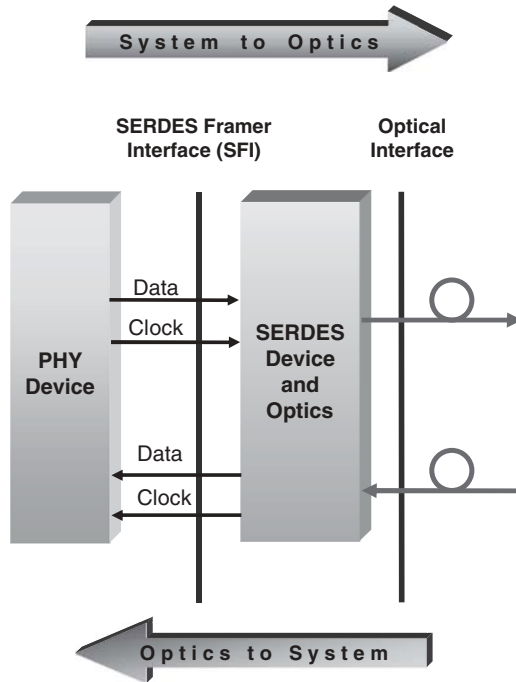 System to Optics
SERDES Framer
Interface (SFI)
Optical
Interface
Data
Clock
PHY
Device
SERDES
Device
and
Optics
Data
Clock
Optics to System